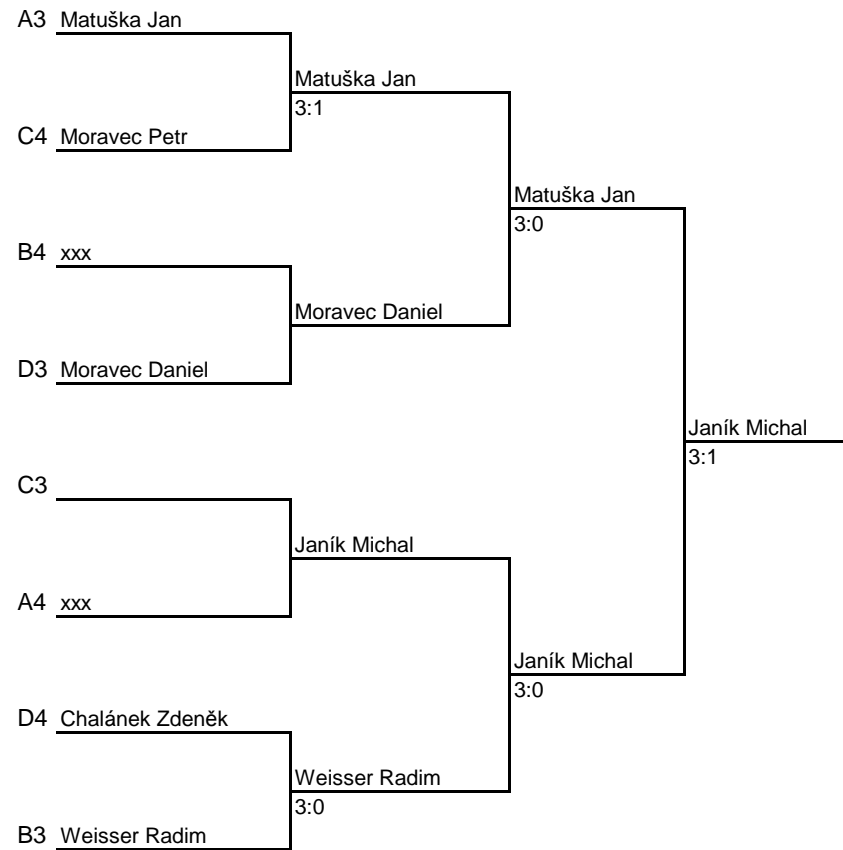 A3 Matuška Jan
Matuška Jan
3:1
C4 Moravec Petr
Matuška Jan
3:0
B4 xxx
Moravec Daniel
D3 Moravec Daniel
Janík Michal
3:1
C3
Janík Michal
A4 xxx
Janík Michal
3:0
D4 Chalánek Zdeněk
Weisser Radim
3:0
B3 Weisser Radim